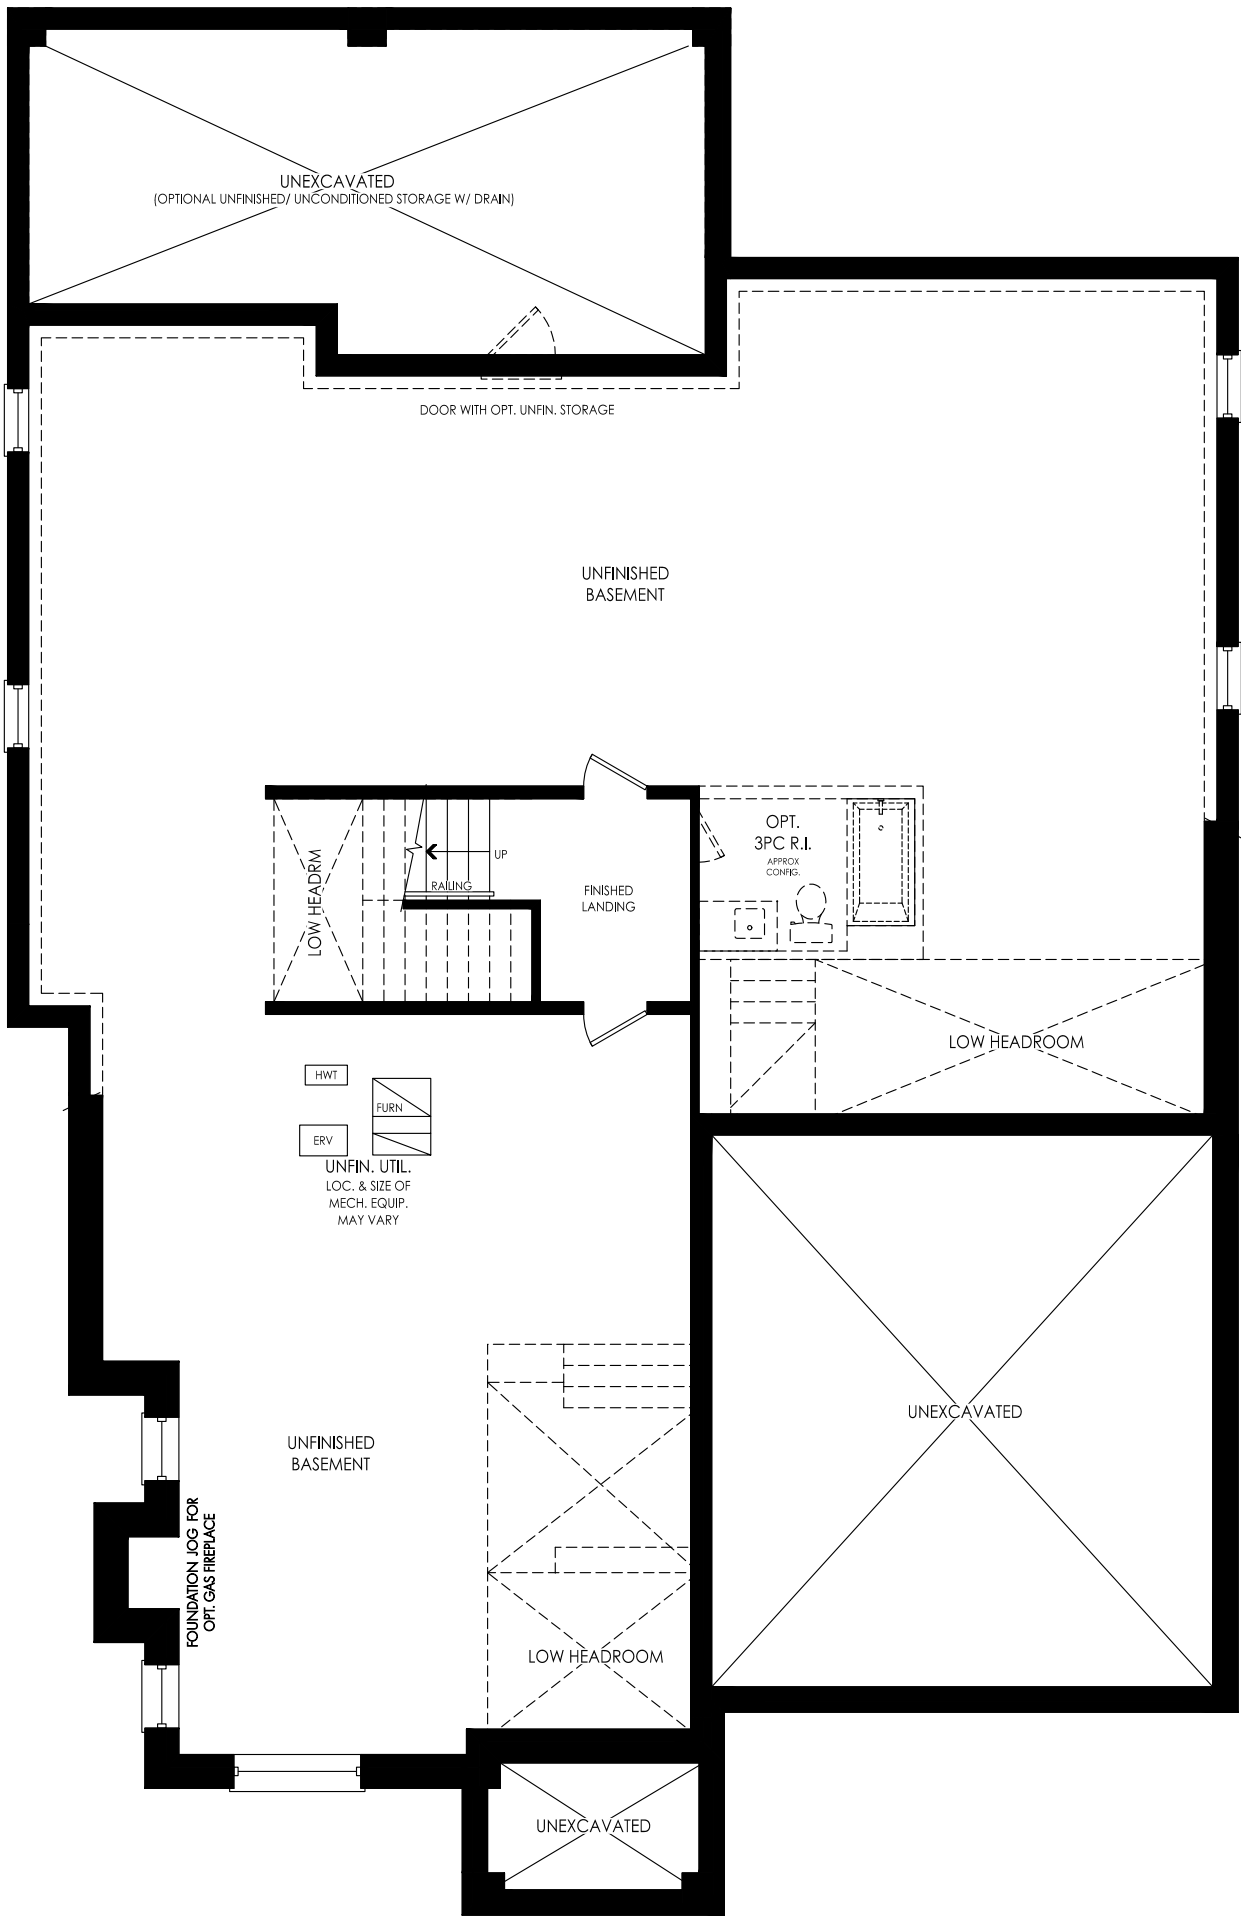 UNEXCAVATED
(OPTIONAL UNFINISHED/ UNCONDITIONED STORAGE W/ DRAIN)
DOOR WITH OPT. UNFIN. STORAGE
UNFINISHED
BASEMENT
LOW HEADRM
UP
RAILING
FINISHED
LANDING
OPT.
3PC R.I.
APPROX
CONFIG.
LOW HEADROOM
HWT
FURN
ERV
UNFIN. UTIL.
LOC. & SIZE OF
MECH. EQUIP.
MAY VARY
UNEXCAVATED
UNFINISHED
BASEMENT
FOUNDATION JOG FOR
OPT. GAS FIREPLACE
LOW HEADROOM
UNEXCAVATED